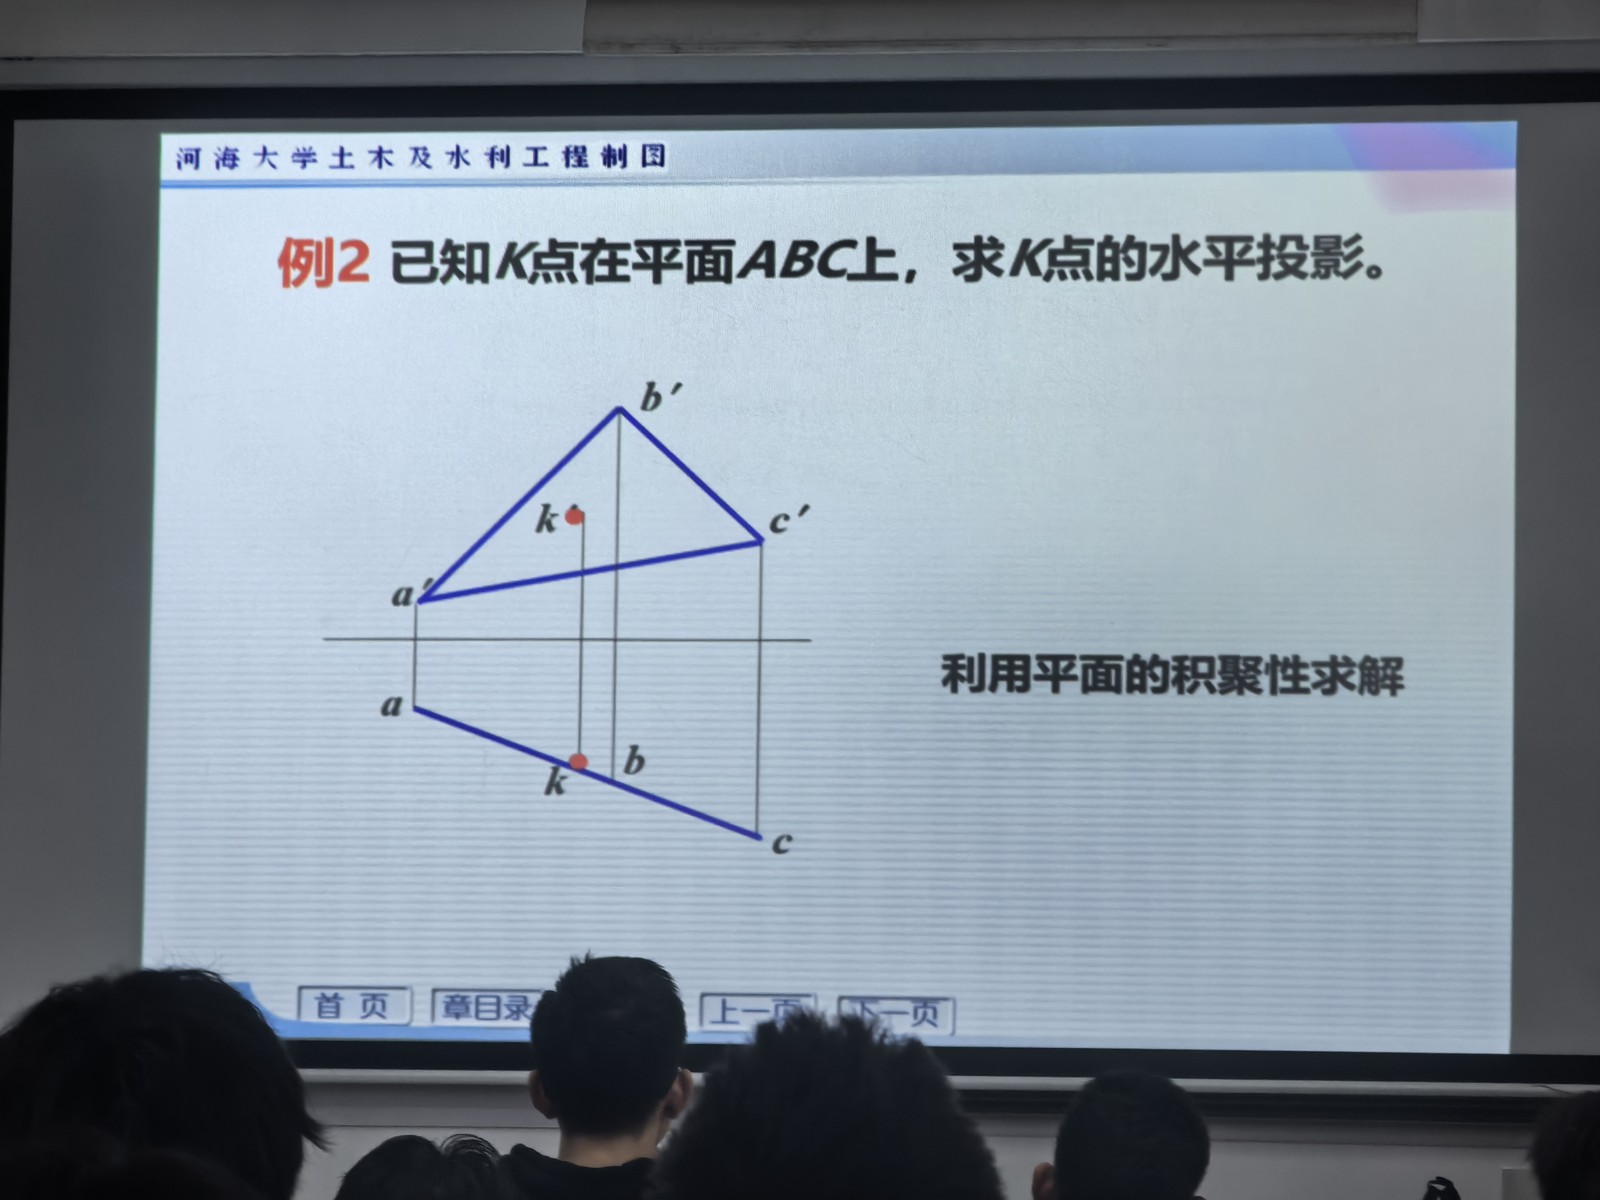 河海大学土木及水利工程制图
例2 已知K点在平面ABC上，求K点的水平投影。
b′
k′
c′
a′
利用平面的积聚性求解
a
b
k
c
首 页
章目录
上一页
下一页